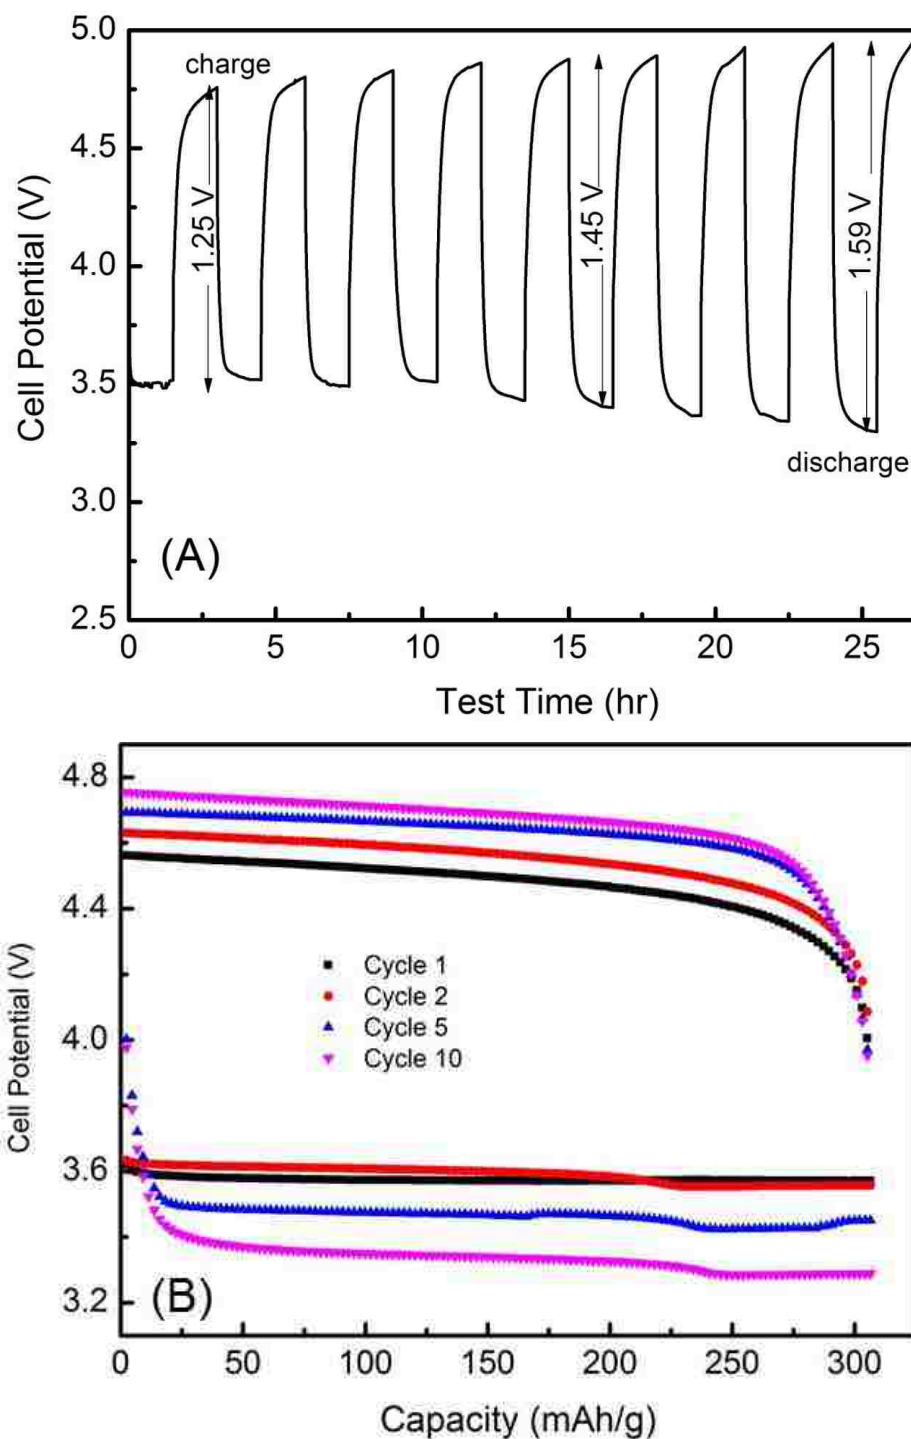 5.0
charge
4.5
1.25 V
1.45 V
1.59 V
4.0
Cell Potential (V)
3.5
discharge
3.0
(A)
2.5
0 5 10 15 20 25
Test Time (hr)
4.8
4.4
Cycle 1
Cycle 2
Cycle 5
Cycle 10
4.0
Cell Potential (V)
3.6
3.2
(B)
0 50 100 150 200 250 300
Capacity (mAh/g)